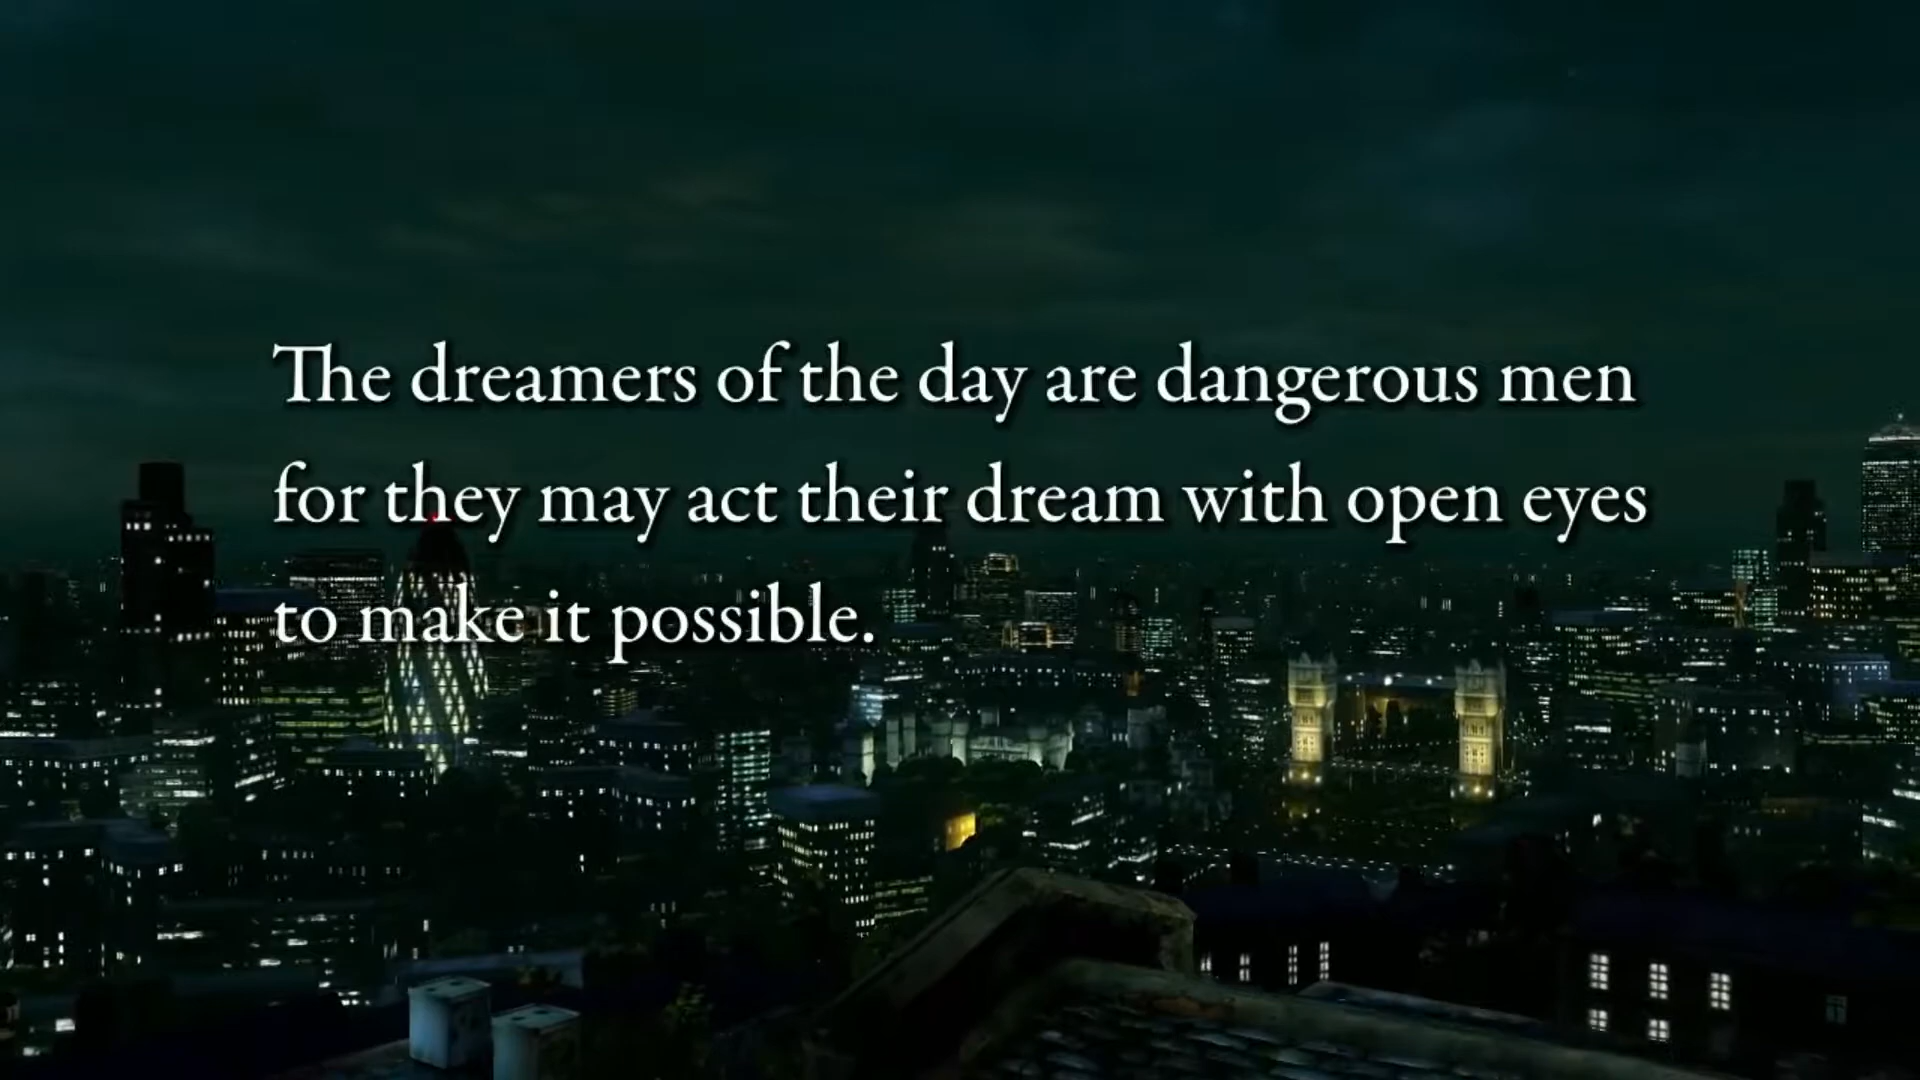 The dreamers of the day are dangerous men
for they may act their dream with open eyes
to make it possible.